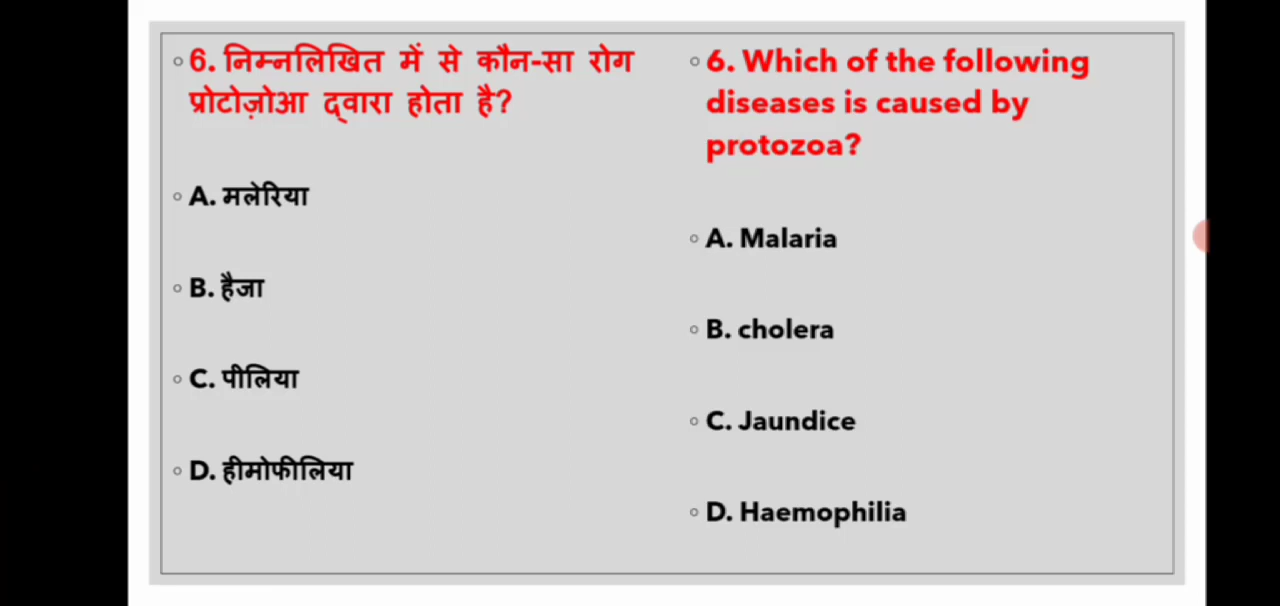 6. निम्नलिखित में से कौन-सा रोग
प्रोटोज़ोआ द्वारा होता है?
A. मलेरिया
B. हैजा
C. पीलिया
D. हीमोफीलिया
6. Which of the following
diseases is caused by
protozoa?
A. Malaria
B. cholera
C. Jaundice
D. Haemophilia